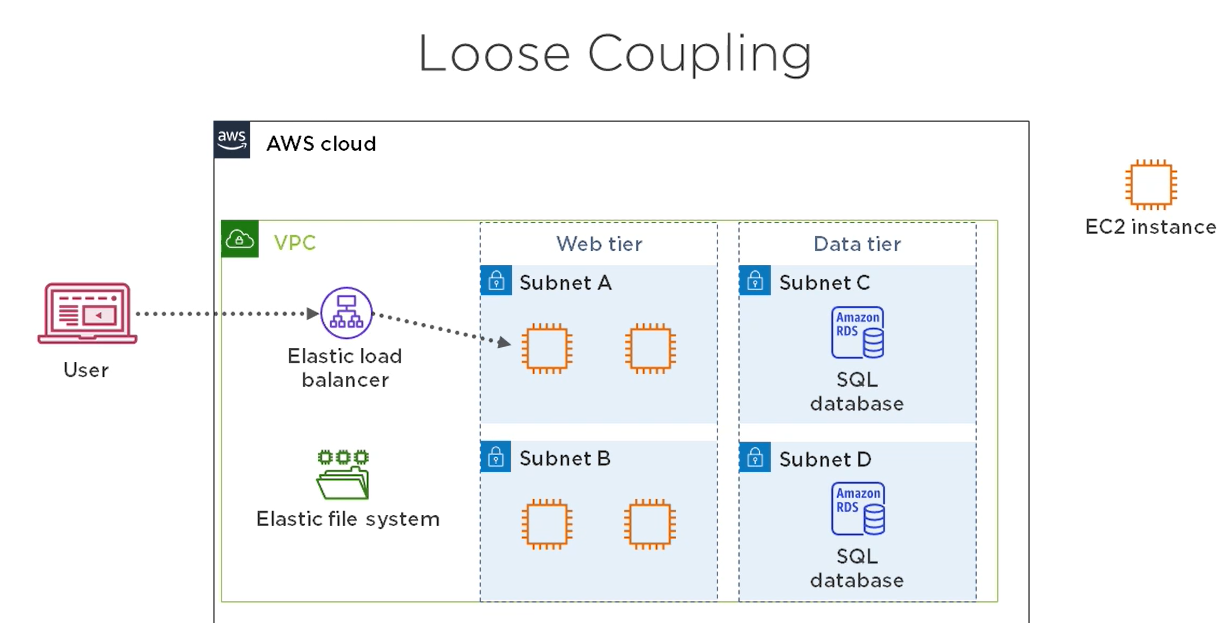 Loose Coupling
aws
AWS cloud
EC2 instance
VPC
Web tier
Data tier
Subnet A
Subnet C
Amazon
RDS
User
Elastic load
balancer
SQL
database
Subnet B
Subnet D
Amazon
RDS
Elastic file system
SQL
database